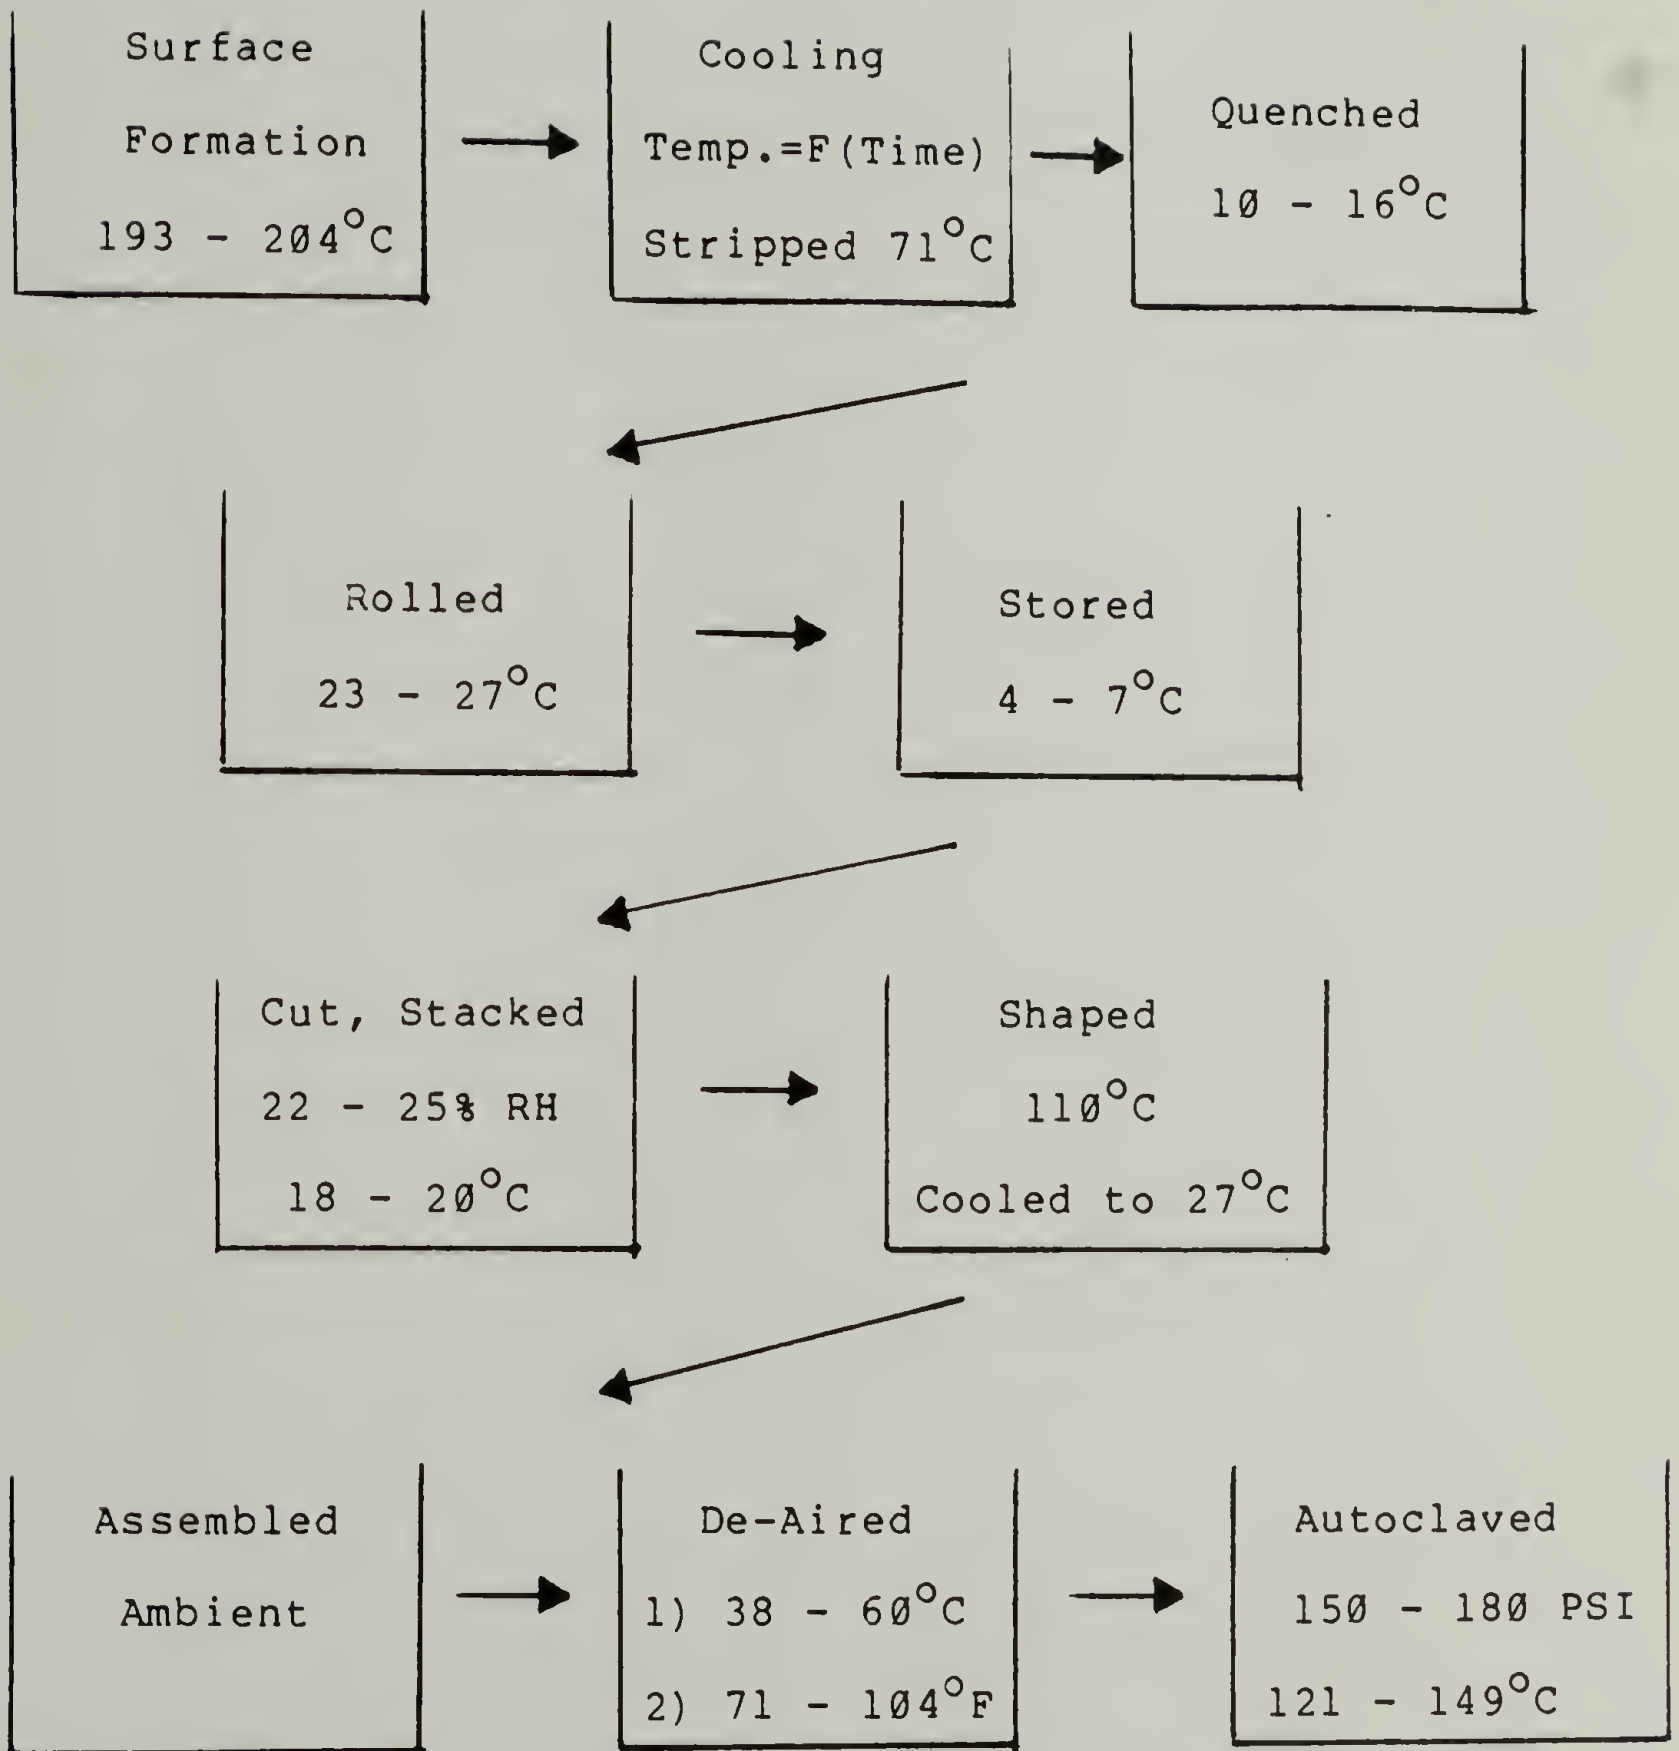 Surface
Formation
193 - 204°C
Cooling
Temp.=F(Time)
Stripped 71°C
Quenched
10 - 16°C
Rolled
23 - 27°C
Stored
4 - 7°C
Cut, Stacked
22 - 25% RH
18 - 20°C
Shaped
110°C
Cooled to 27°C
Assembled
Ambient
De-Aired
1) 38 - 60°C
2) 71 - 104°F
Autoclaved
150 - 180 PSI
121 - 149°C